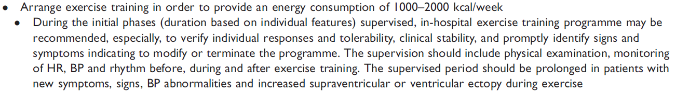 • Arrange exercise training in order to provide an energy consumption of 1000–2000 kcal/week
• During the initial phases (duration based on individual features) supervised, in-hospital exercise training programme may be
recommended, especially, to verify individual responses and tolerability, clinical stability, and promptly identify signs and
symptoms indicating to modify or terminate the programme. The supervision should include physical examination, monitoring
of HR, BP and rhythm before, during and after exercise training. The supervised period should be prolonged in patients with
new symptoms, signs, BP abnormalities and increased supraventricular or ventricular ectopy during exercise